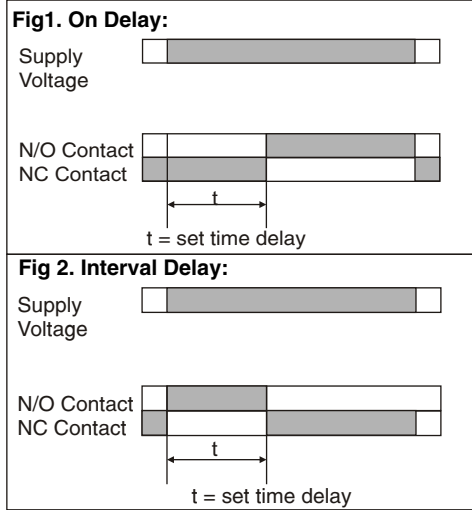 Fig1. On Delay:
Supply
Voltage
N/O Contact
NC Contact
t
t = set time delay
Fig 2. Interval Delay:
Supply
Voltage
N/O Contact
NC Contact
t
t = set time delay